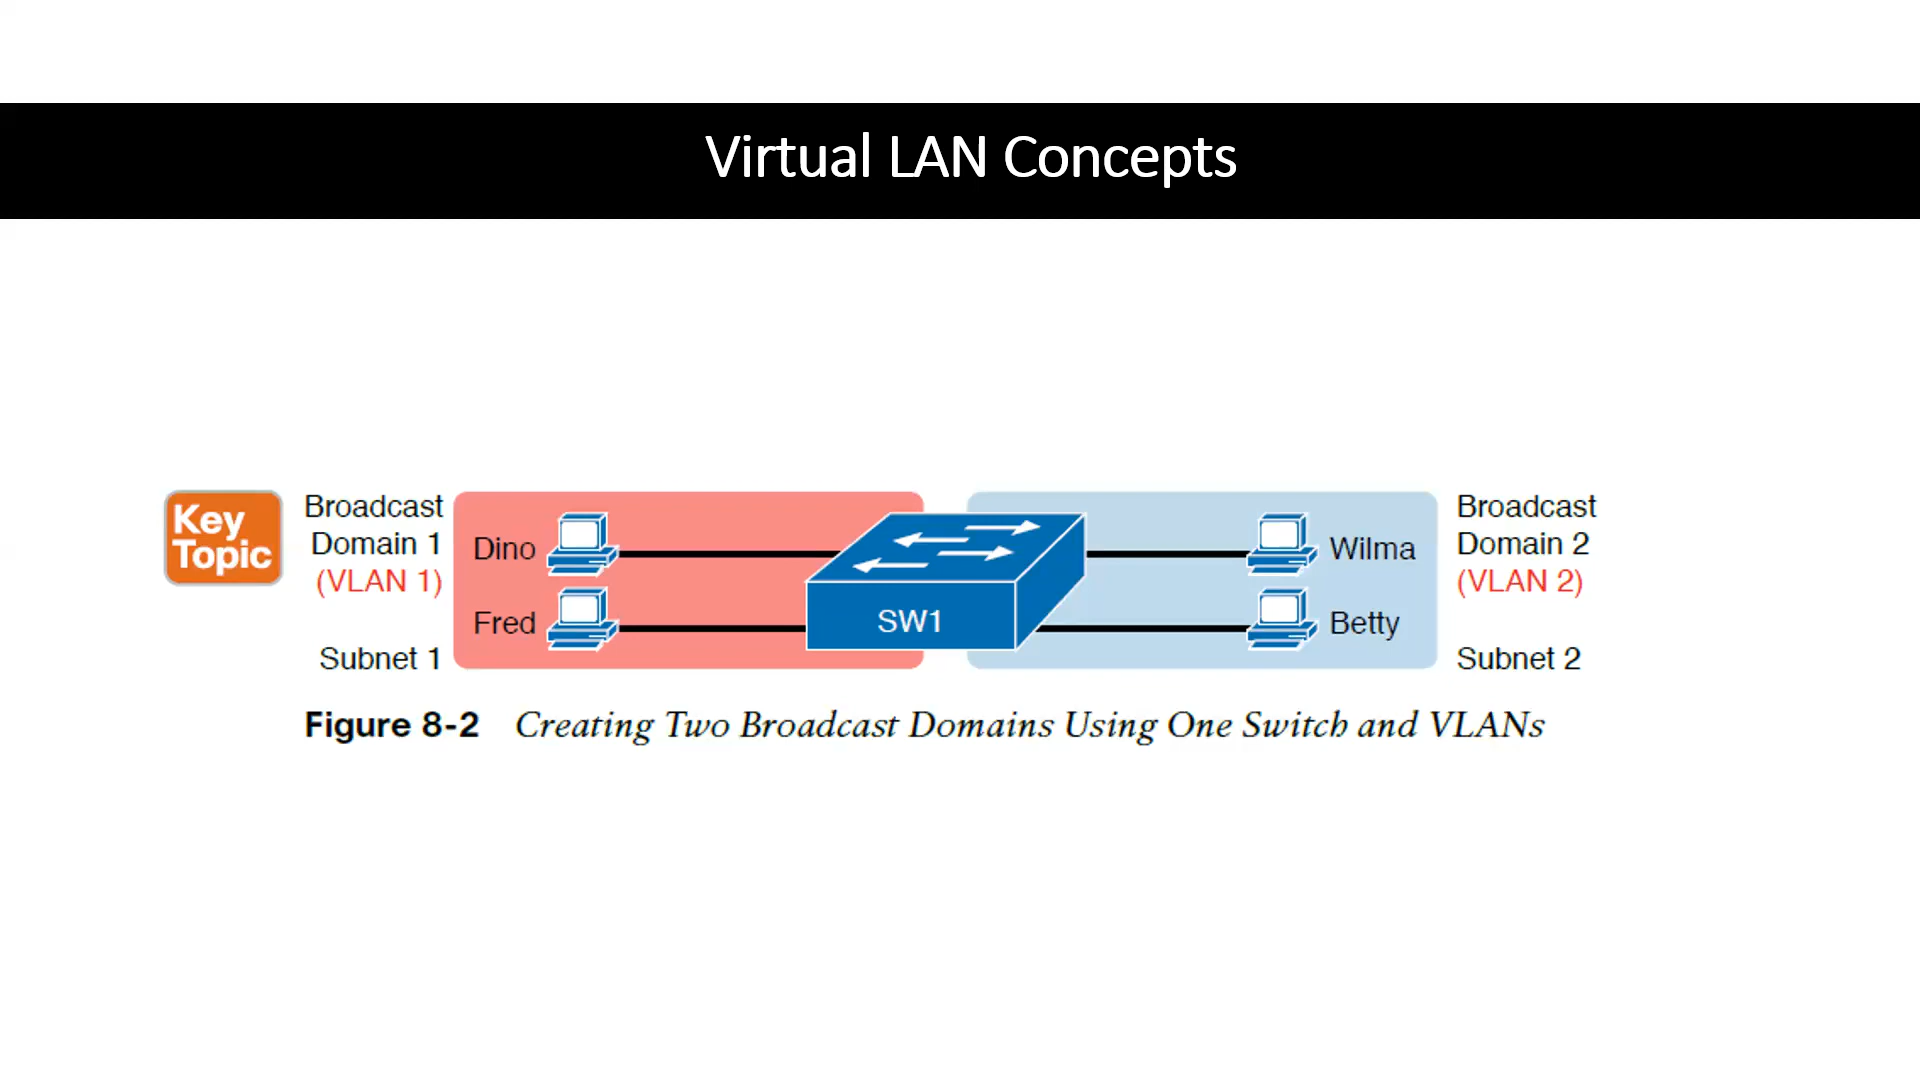 Virtual LAN Concepts
Key
Topic
Broadcast
Domain 1
(VLAN 1)
Subnet 1
Dino
Fred
SW1
Wilma
Betty
Broadcast
Domain 2
(VLAN 2)
Subnet 2
Figure 8-2 Creating Two Broadcast Domains Using One Switch and VLANs